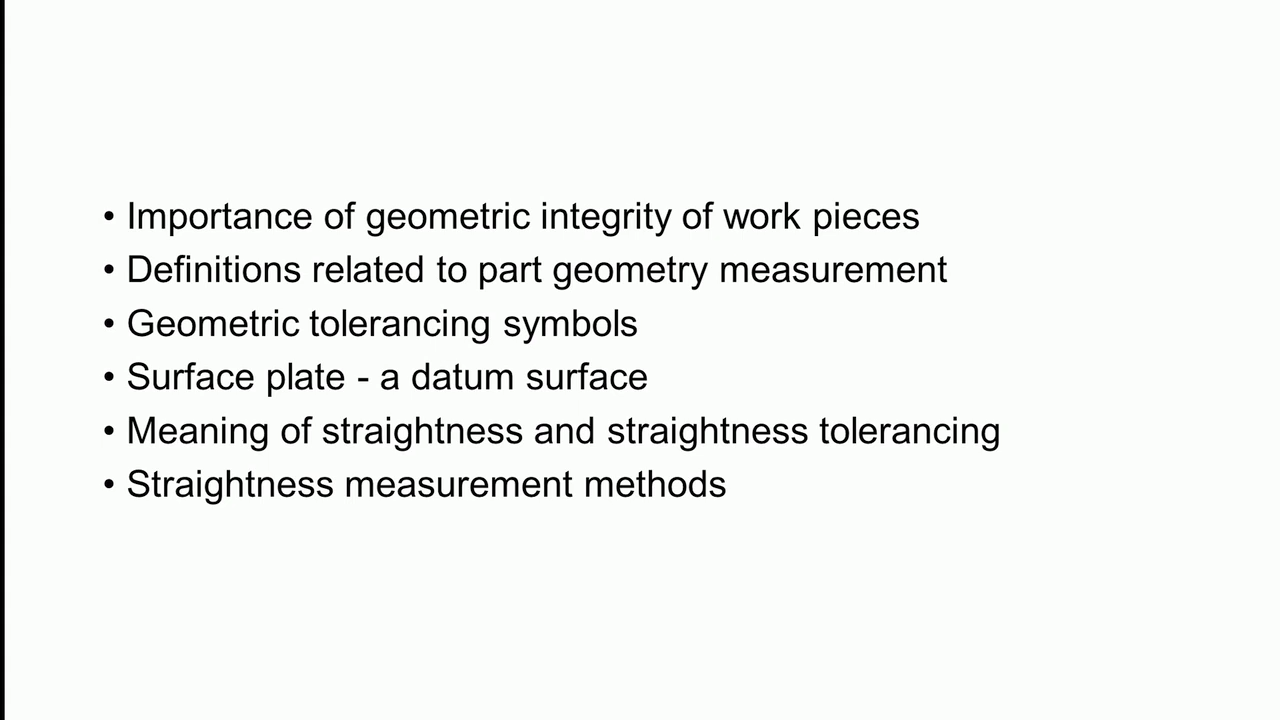 • Importance of geometric integrity of work pieces
• Definitions related to part geometry measurement
• Geometric tolerancing symbols
• Surface plate - a datum surface
• Meaning of straightness and straightness tolerancing
• Straightness measurement methods